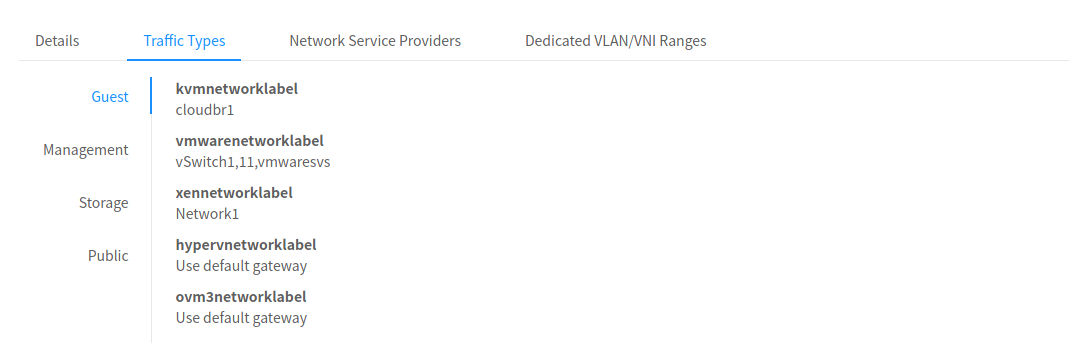 Details Traffic Types Network Service Providers Dedicated VLAN/VNI Ranges
Guest
Management
Storage
Public
kvmnetworklabel
cloudbr1
vmwarenetworklabel
vSwitch1,11,vmwaresvs
xennetworklabel
Network1
hypervnetworklabel
Use default gateway
ovm3networklabel
Use default gateway